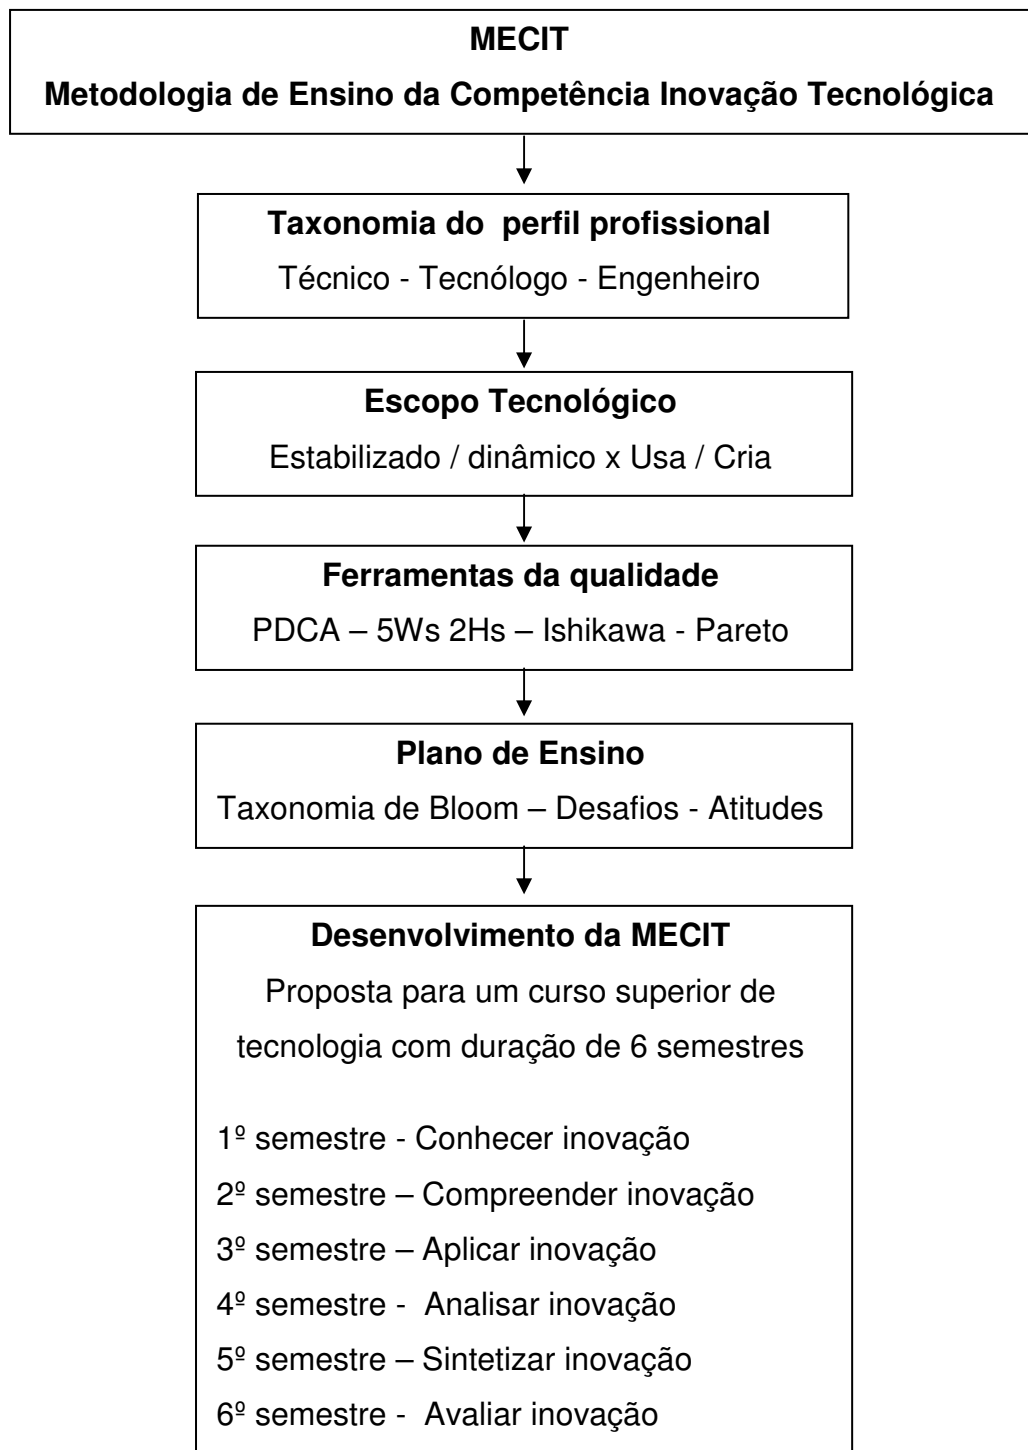 MECIT
Metodologia de Ensino da Competência Inovação Tecnológica
Taxonomia do perfil profissional
Técnico - Tecnólogo - Engenheiro
Escopo Tecnológico
Estabilizado / dinâmico x Usa / Cria
Ferramentas da qualidade
PDCA – 5Ws 2Hs – Ishikawa - Pareto
Plano de Ensino
Taxonomia de Bloom – Desafios - Atitudes
Desenvolvimento da MECIT
Proposta para um curso superior de
tecnologia com duração de 6 semestres
1º semestre - Conhecer inovação
2º semestre – Compreender inovação
3º semestre – Aplicar inovação
4º semestre - Analisar inovação
5º semestre – Sintetizar inovação
6º semestre - Avaliar inovação